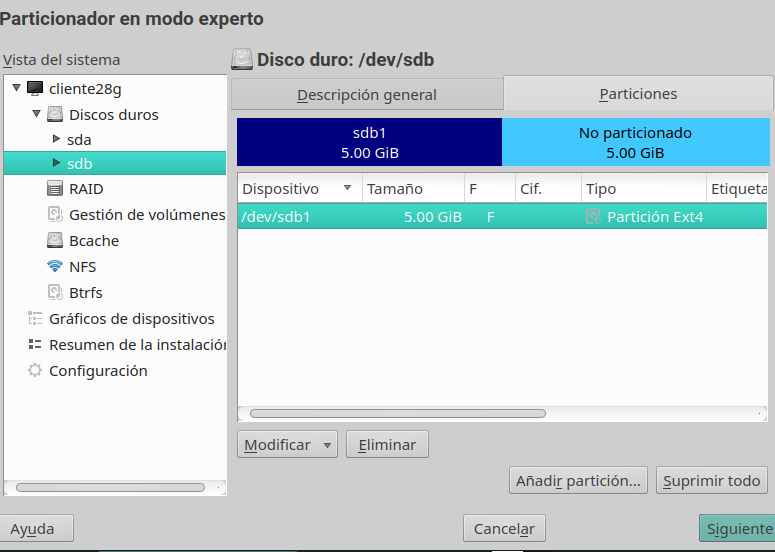 Particionador en modo experto
Vista del sistema
cliente28g
Discos duros
sda
sdb
RAID
Gestión de volúmenes
Bcache
NFS
Btrfs
Gráficos de dispositivos
Resumen de la instalación
Configuración
Disco duro: /dev/sdb
Descripción general
Particiones
sdb1
5.00 GiB
No particionado
5.00 GiB
Dispositivo Tamaño F Cif. Tipo Etiqueta
/dev/sdb1 5.00 GiB F Partición Ext4
Modificar Eliminar
Añadir partición... Suprimir todo
Ayuda Cancelar Siguiente